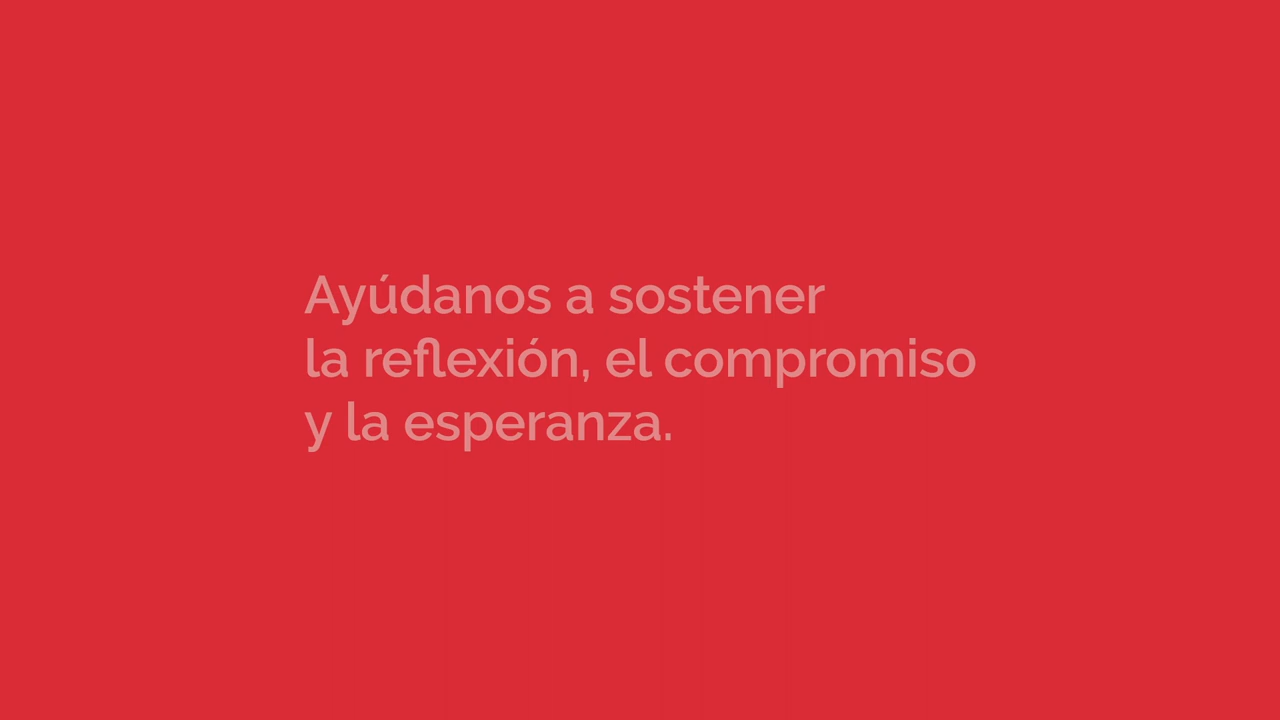 Ayúdanos a sostener
la reflexión, el compromiso
y la esperanza.